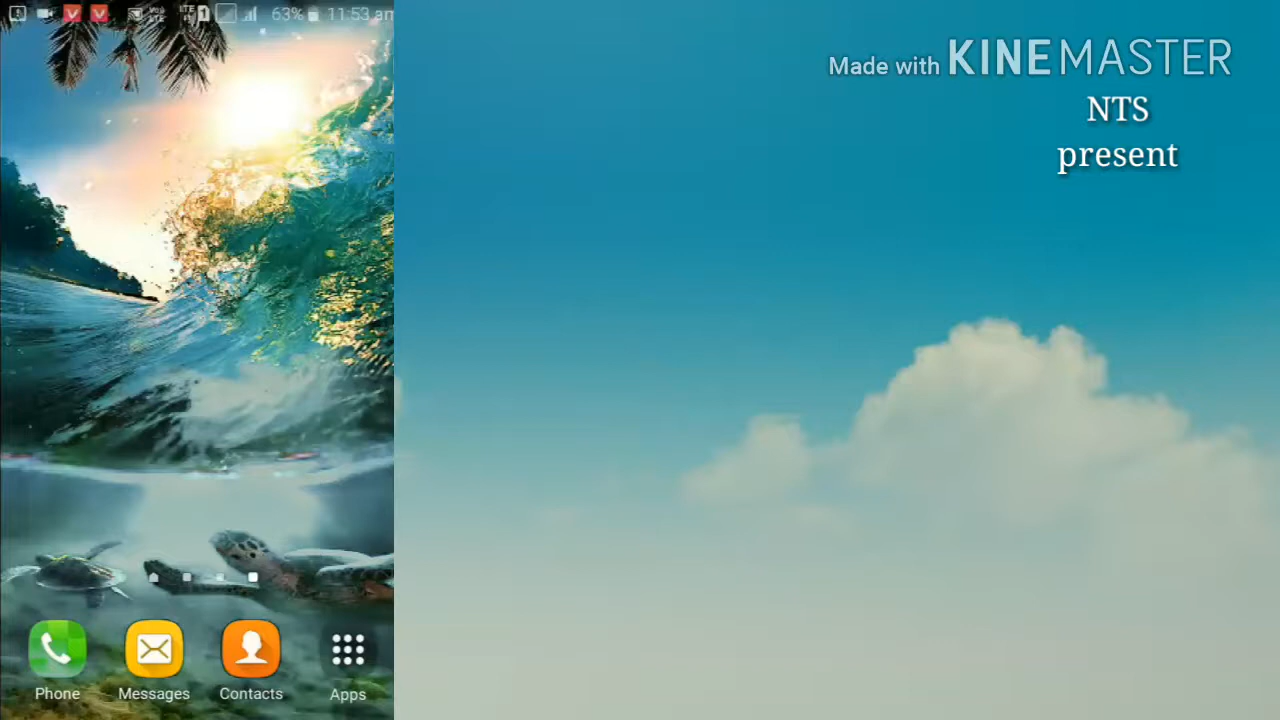 63% 11:53 am
Made with KINEMASTER
NTS
present
Phone Messages Contacts Apps